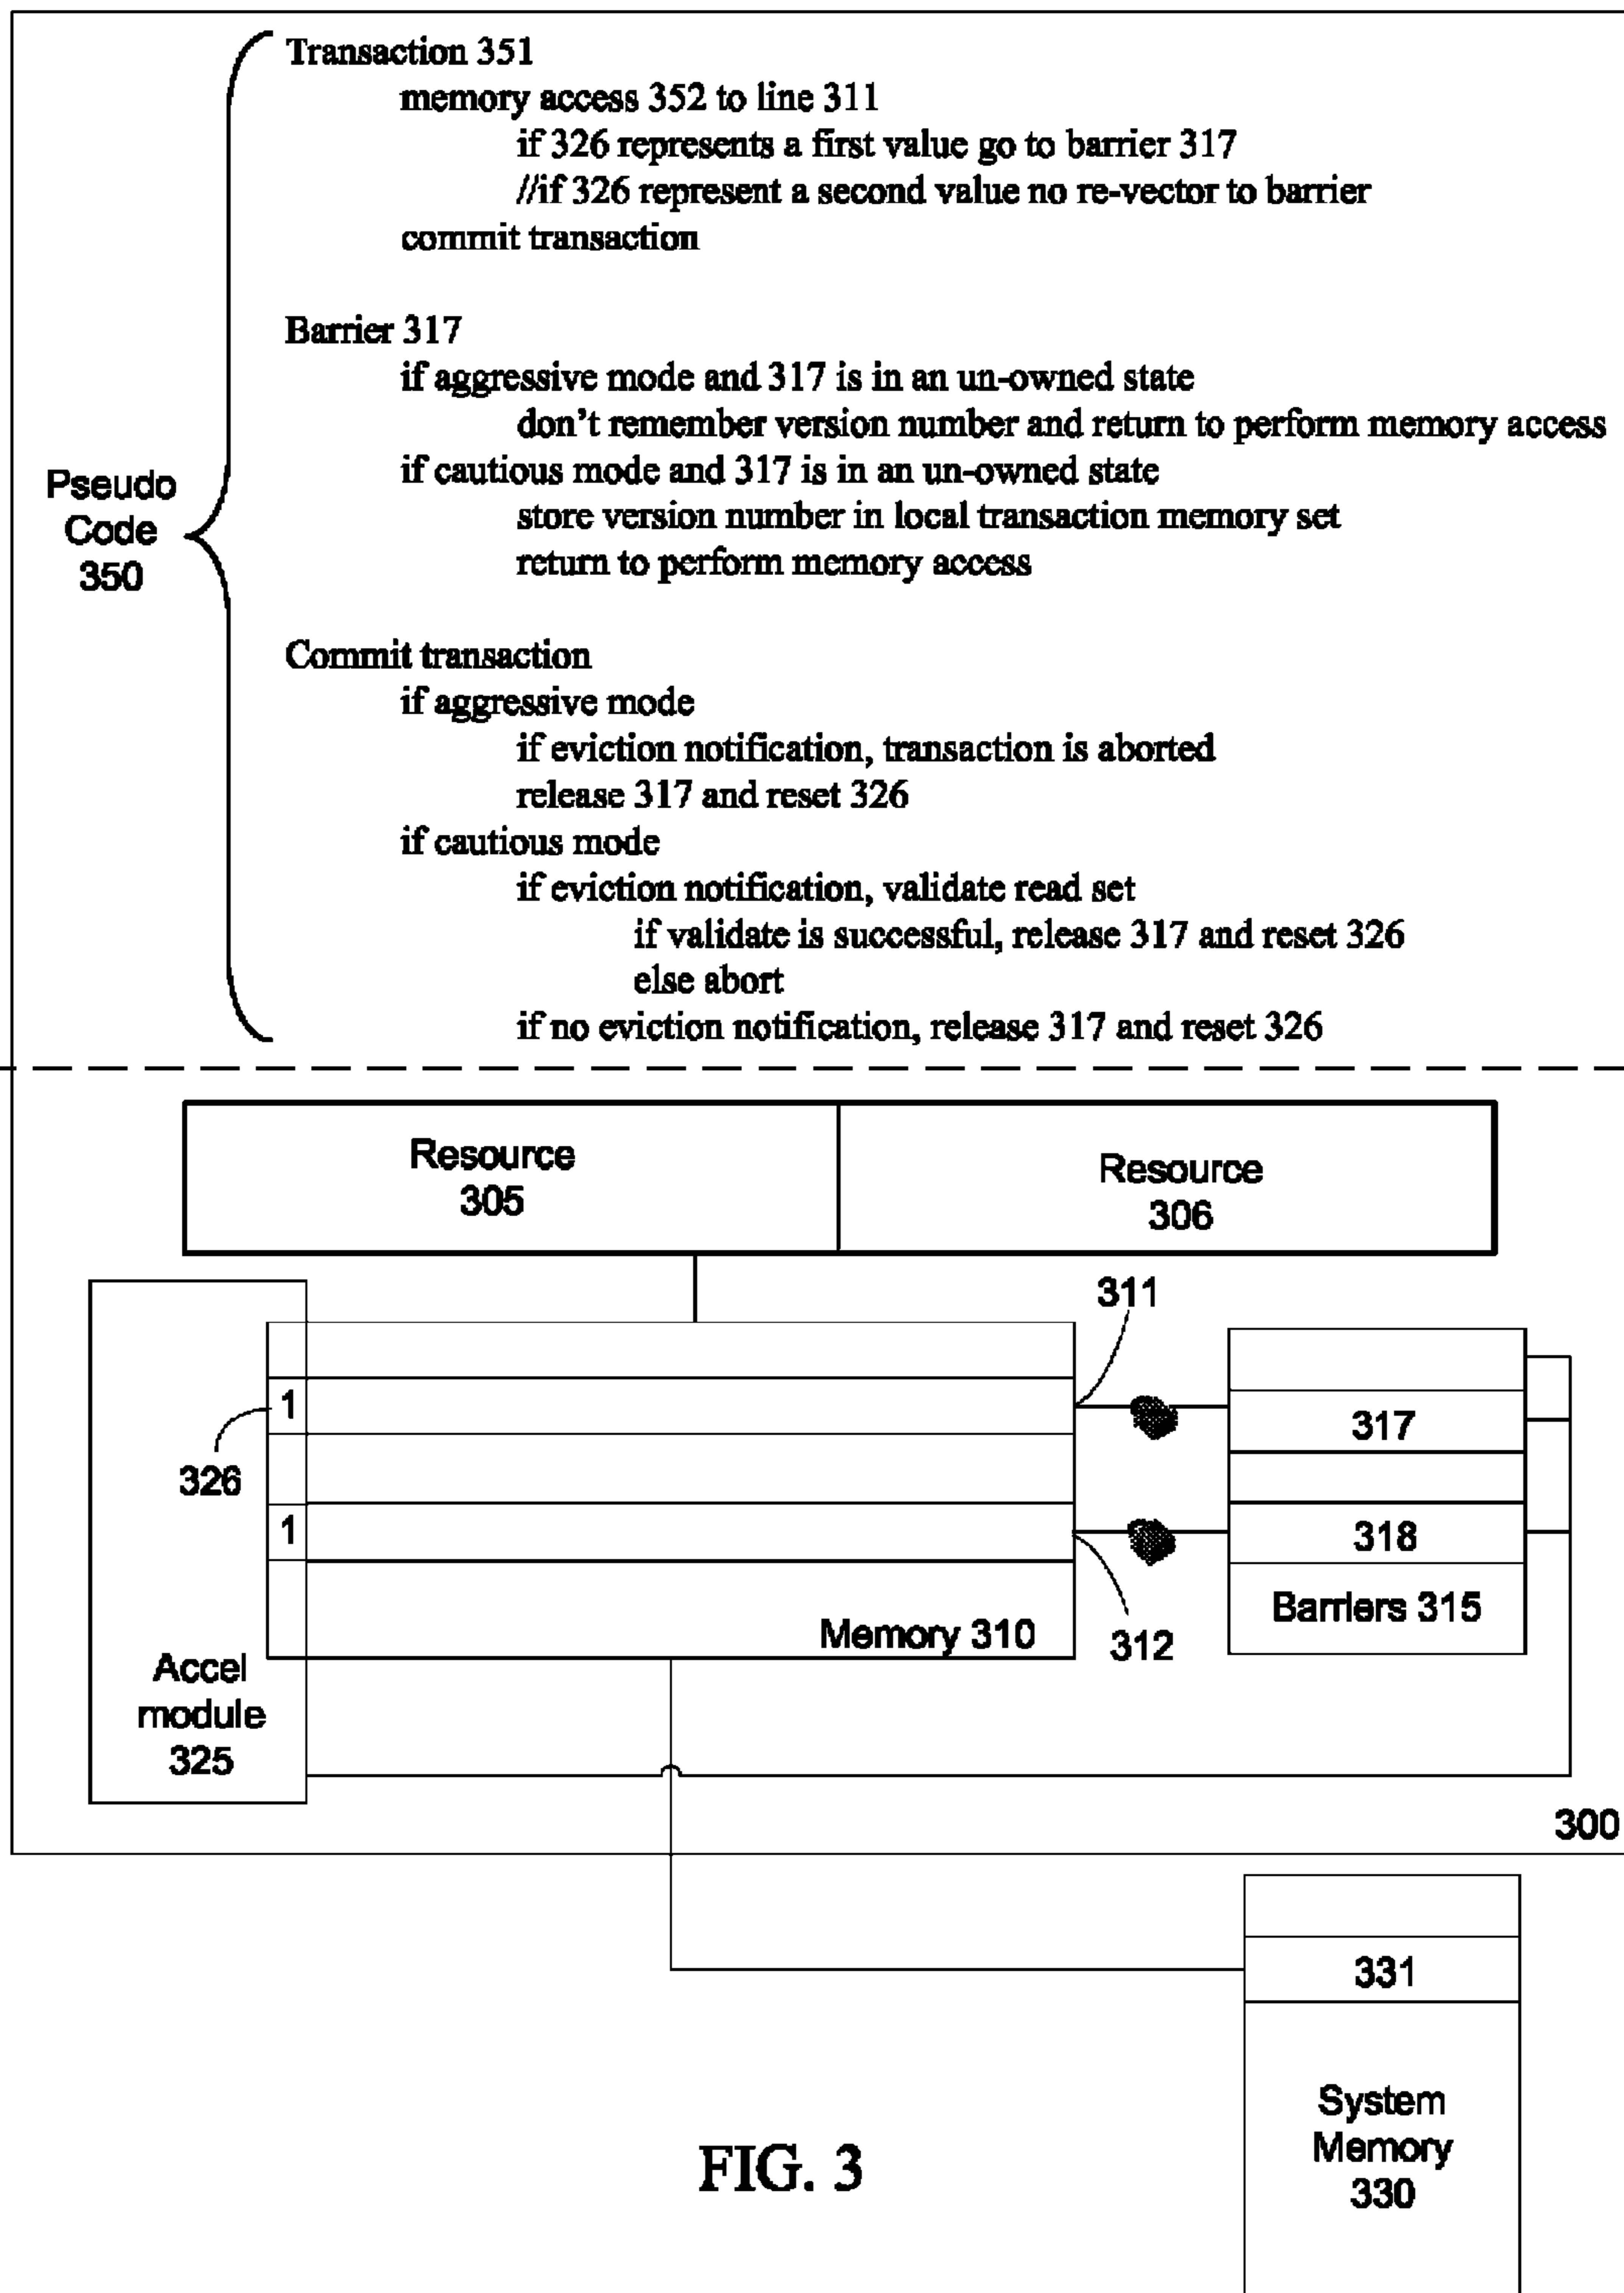 Transaction 351
memory access 352 to line 311
if 326 represents a first value go to barrier 317
//if 326 represent a second value no re-vector to barrier
commit transaction
Barrier 317
if aggressive mode and 317 is in an un-owned state
don't remember version number and return to perform memory access
if cautious mode and 317 is in an un-owned state
store version number in local transaction memory set
return to perform memory access
Pseudo
Code
350
Commit transaction
if aggressive mode
if eviction notification, transaction is aborted
release 317 and reset 326
if cautious mode
if eviction notification, validate read set
if validate is successful, release 317 and reset 326
else abort
if no eviction notification, release 317 and reset 326
Resource
305
Resource
306
311
1
317
326
1
318
Barriers 315
Memory 310
312
Accel
module
325
300
331
System
Memory
330
FIG. 3